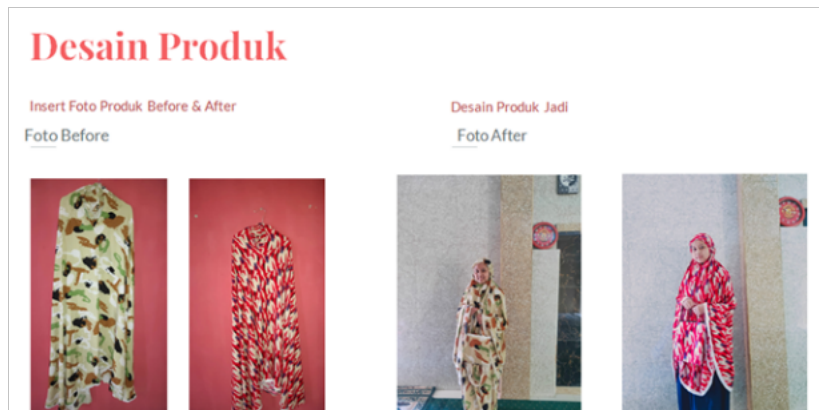 Desain Produk
Insert Foto Produk Before & After
Foto Before
Desain Produk Jadi
Foto After